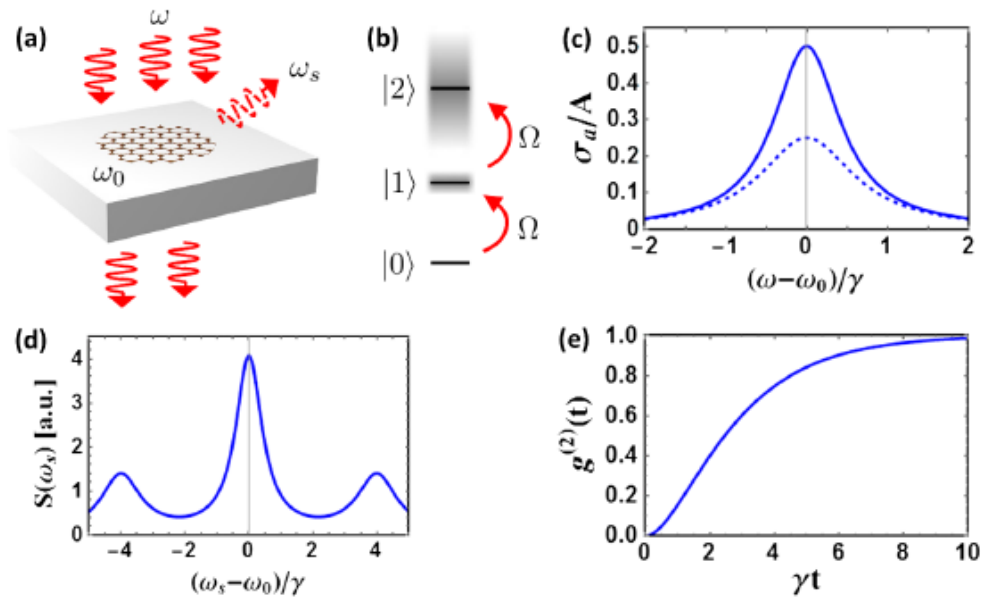 (a)
ω
ω_s
ω_0
(b)
|2⟩
Ω
|1⟩
Ω
|0⟩
(c)
σ_a/A
0.5
0.4
0.3
0.2
0.1
0
-2 -1 0 1 2
(ω-ω_0)/γ
(d)
S(ω_s) [a.u.]
4
3
2
1
0
-4 -2 0 2 4
(ω_s-ω_0)/γ
(e)
g^(2)(t)
1.0
0.8
0.6
0.4
0.2
0.0
0 2 4 6 8 10
γt